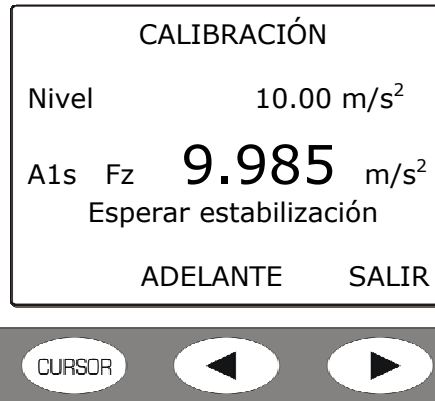 CALIBRACIÓN
Nivel 10.00 m/s²
A1s Fz 9.985 m/s²
Esperar estabilización
ADELANTE SALIR
CURSOR